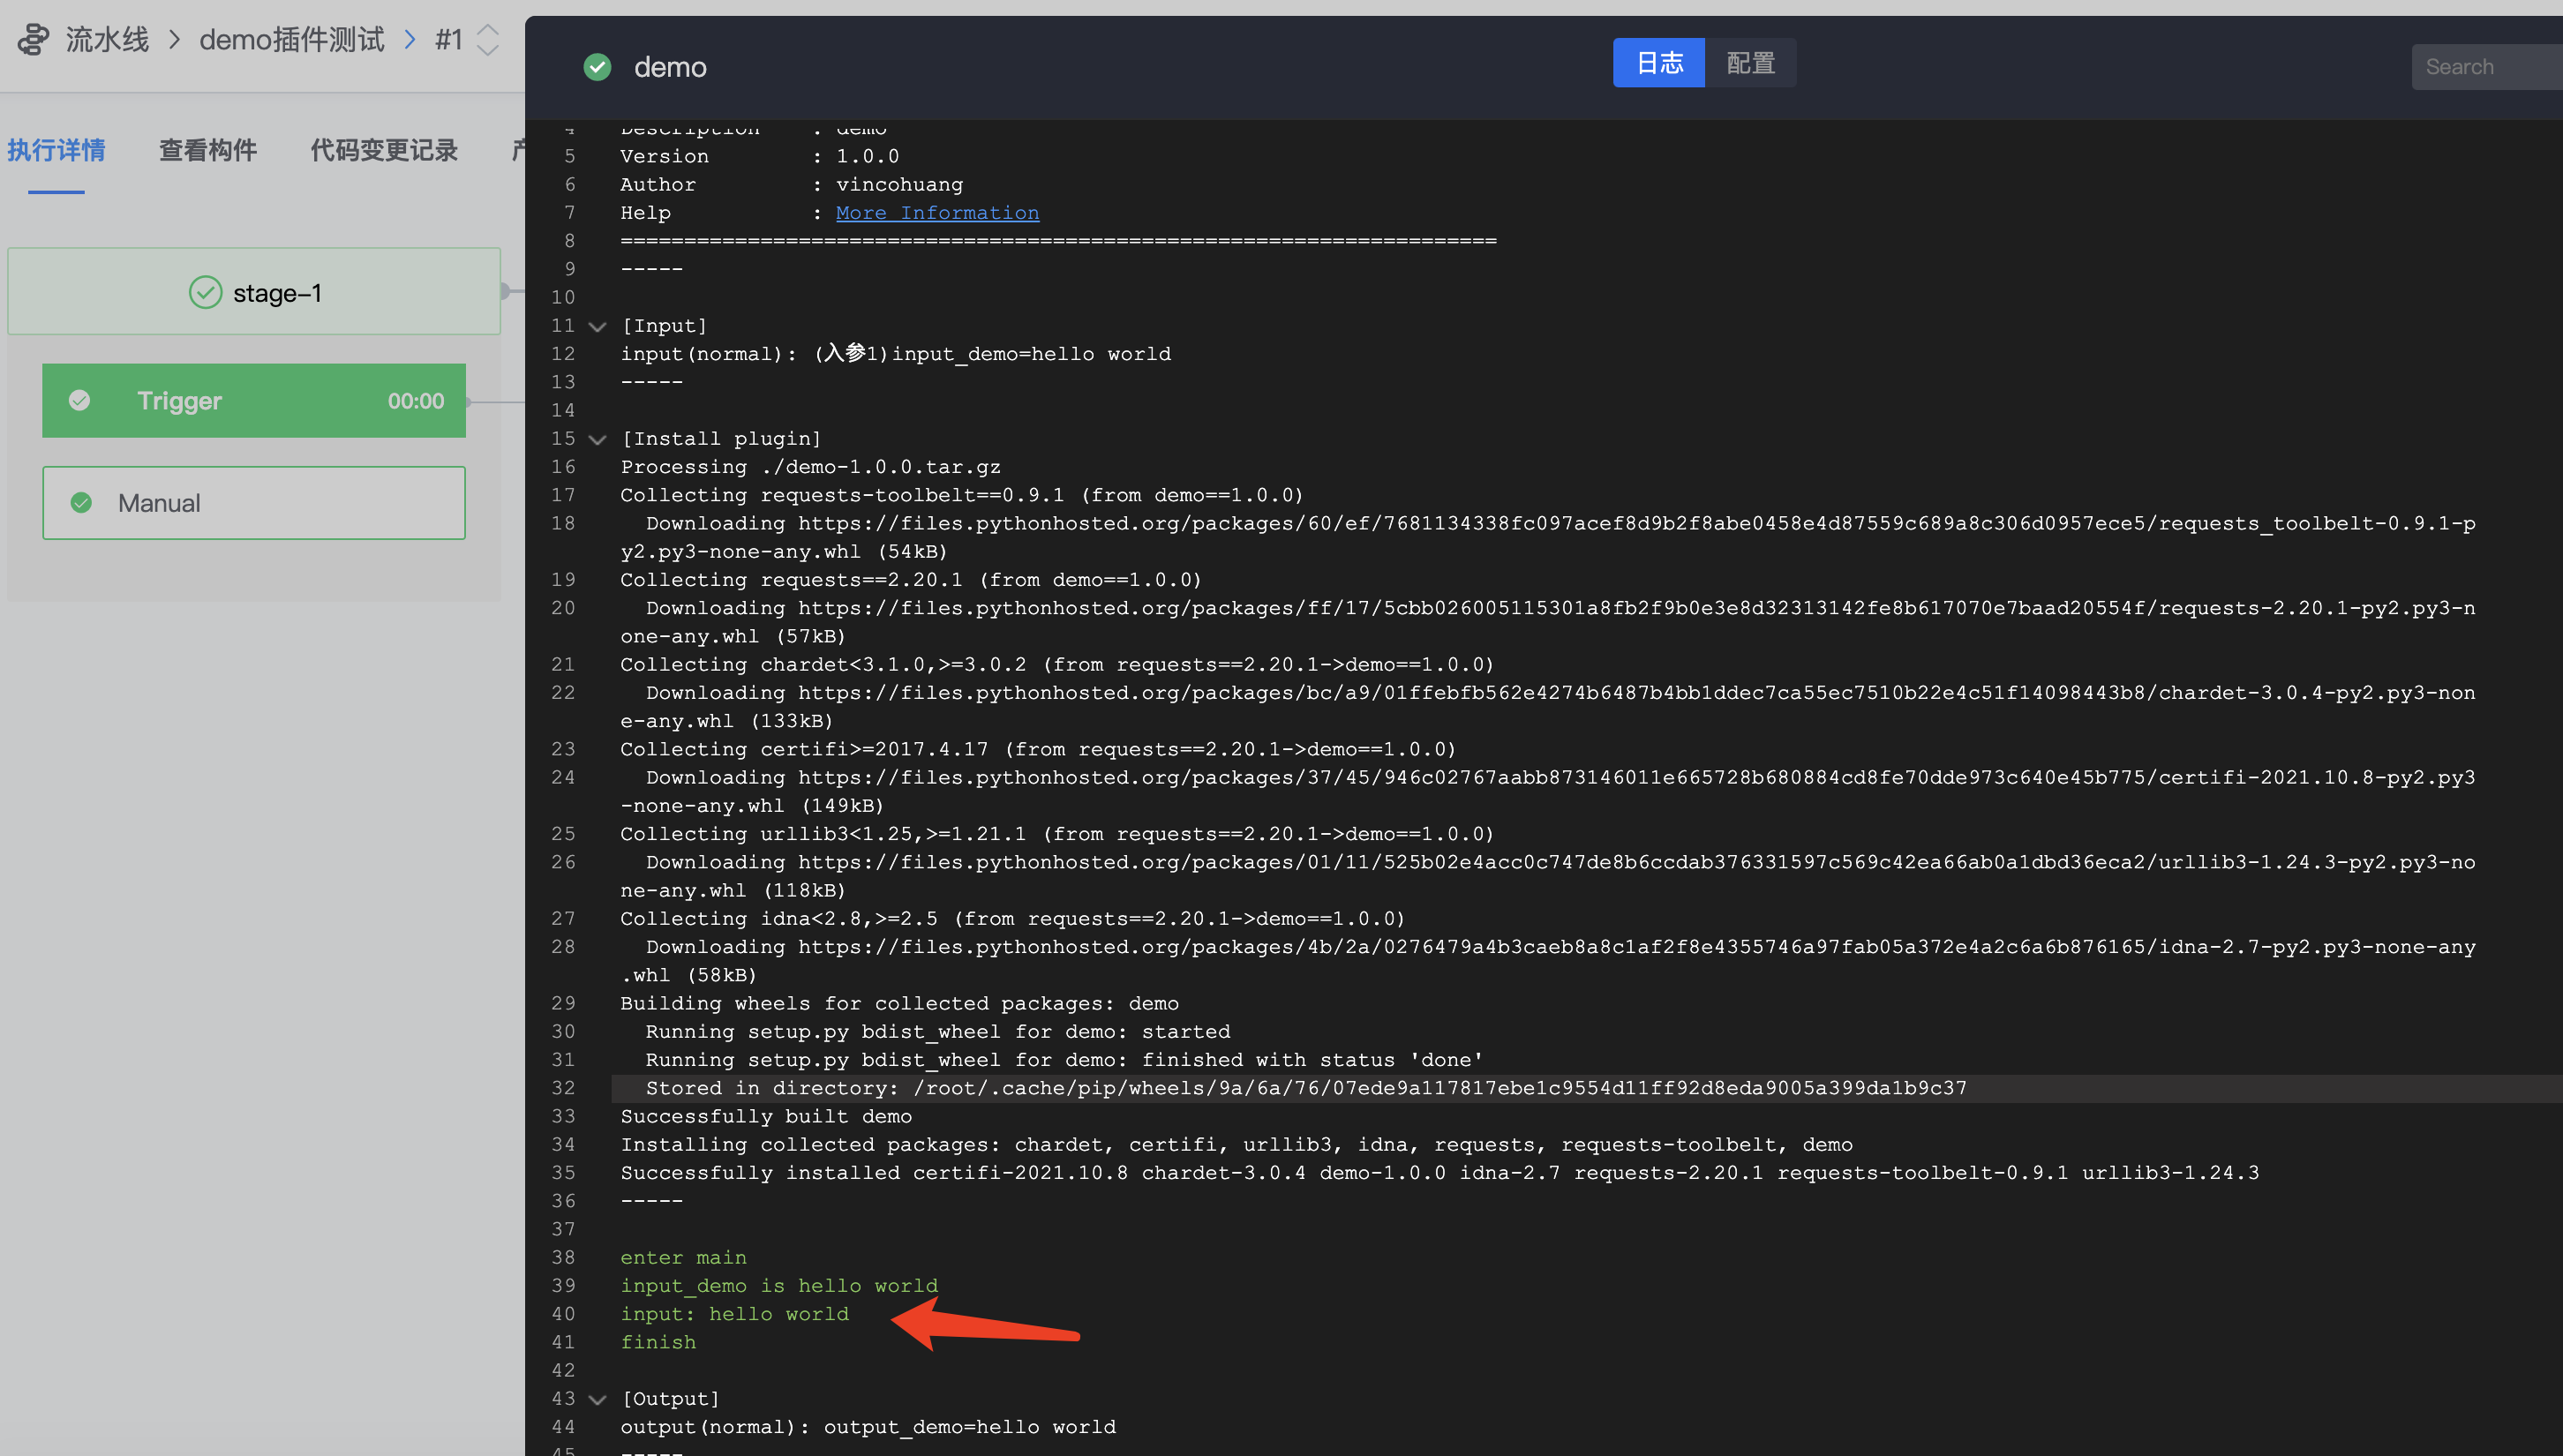 流水线 > demo插件测试 > #1
执行详情 查看构件 代码变更记录
stage-1
Trigger 00:00
Manual
demo
日志 配置
Search
4 Description : demo
5 Version : 1.0.0
6 Author : vincohuang
7 Help : More Information
8 =====================================================================
9 -----
10
11 [Input]
12 input(normal): (入参1)input_demo=hello world
13 -----
14
15 [Install plugin]
16 Processing ./demo-1.0.0.tar.gz
17 Collecting requests-toolbelt==0.9.1 (from demo==1.0.0)
18 Downloading https://files.pythonhosted.org/packages/60/ef/7681134338fc097acef8d9b2f8abe0458e4d87559c689a8c306d0957ece5/requests_toolbelt-0.9.1-p
y2.py3-none-any.whl (54kB)
19 Collecting requests==2.20.1 (from demo==1.0.0)
20 Downloading https://files.pythonhosted.org/packages/ff/17/5cbb026005115301a8fb2f9b0e3e8d32313142fe8b617070e7baad20554f/requests-2.20.1-py2.py3-n
one-any.whl (57kB)
21 Collecting chardet<3.1.0,>=3.0.2 (from requests==2.20.1->demo==1.0.0)
22 Downloading https://files.pythonhosted.org/packages/bc/a9/01ffebfb562e4274b6487b4bb1ddec7ca55ec7510b22e4c51f14098443b8/chardet-3.0.4-py2.py3-non
e-any.whl (133kB)
23 Collecting certifi>=2017.4.17 (from requests==2.20.1->demo==1.0.0)
24 Downloading https://files.pythonhosted.org/packages/37/45/946c02767aabb873146011e665728b680884cd8fe70dde973c640e45b775/certifi-2021.10.8-py2.py3
-none-any.whl (149kB)
25 Collecting urllib3<1.25,>=1.21.1 (from requests==2.20.1->demo==1.0.0)
26 Downloading https://files.pythonhosted.org/packages/01/11/525b02e4acc0c747de8b6ccdab376331597c569c42ea66ab0a1dbd36eca2/urllib3-1.24.3-py2.py3-no
ne-any.whl (118kB)
27 Collecting idna<2.8,>=2.5 (from requests==2.20.1->demo==1.0.0)
28 Downloading https://files.pythonhosted.org/packages/4b/2a/0276479a4b3caeb8a8c1af2f8e4355746a97fab05a372e4a2c6a6b876165/idna-2.7-py2.py3-none-any
.whl (58kB)
29 Building wheels for collected packages: demo
30 Running setup.py bdist_wheel for demo: started
31 Running setup.py bdist_wheel for demo: finished with status 'done'
32 Stored in directory: /root/.cache/pip/wheels/9a/6a/76/07ede9a117817ebe1c9554d11ff92d8eda9005a399da1b9c37
33 Successfully built demo
34 Installing collected packages: chardet, certifi, urllib3, idna, requests, requests-toolbelt, demo
35 Successfully installed certifi-2021.10.8 chardet-3.0.4 demo-1.0.0 idna-2.7 requests-2.20.1 requests-toolbelt-0.9.1 urllib3-1.24.3
36 -----
37
38 enter main
39 input_demo is hello world
40 input: hello world
41 finish
42
43 [Output]
44 output(normal): output_demo=hello world
45 -----